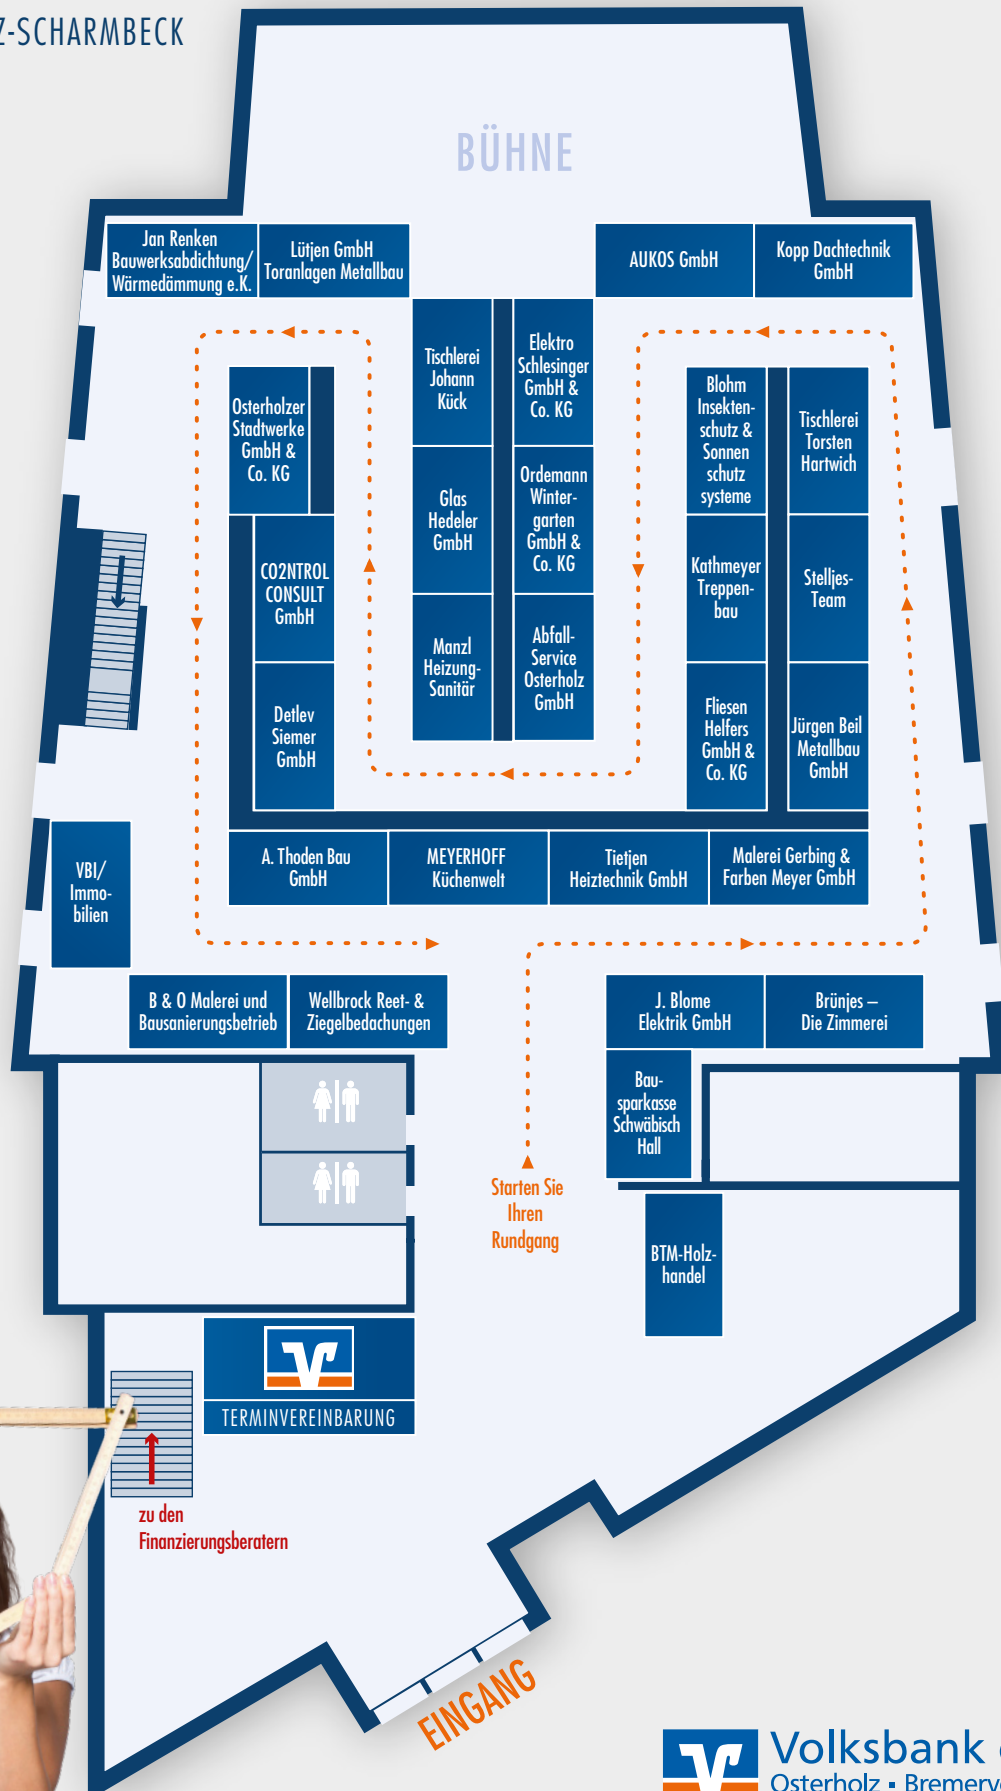 Z-SCHARMBECK
BÜHNE
Jan Renken
Bauwerksabdichtung/
Wärmedämmung e.K.
Lütjen GmbH
Toranlagen Metallbau
AUKOS GmbH
Kopp Dachtechnik
GmbH
Tischlerei
Johann
Kück
Elektro
Schlesinger
GmbH &
Co. KG
Osterholzer
Stadtwerke
GmbH &
Co. KG
Blohm
Insekten-
schutz &
Sonnen
schutz
systeme
Tischlerei
Torsten
Hartwich
Glas
Hedeler
GmbH
Ordemann
Winter-
garten
GmbH &
Co. KG
CO2NTROL
CONSULT
GmbH
Kathmeyer
Treppen-
bau
Stelljes-
Team
Manzl
Heizung-
Sanitär
Abfall-
Service
Osterholz
GmbH
Detlev
Siemer
GmbH
Fliesen
Helfers
GmbH &
Co. KG
Jürgen Beil
Metallbau
GmbH
VBI/
Immo-
bilien
A. Thoden Bau
GmbH
MEYERHOFF
Küchenwelt
Tietjen
Heiztechnik GmbH
Malerei Gerbing &
Farben Meyer GmbH
B & O Malerei und
Bausanierungsbetrieb
Wellbrock Reet- &
Ziegelbedachungen
J. Blome
Elektrik GmbH
Brünjes –
Die Zimmerei
Bau-
sparkasse
Schwäbisch
Hall
Starten Sie
Ihren
Rundgang
BTM-Holz-
handel
TERMINVEREINBARUNG
zu den
Finanzierungsberatern
EINGANG
Volksbank
Osterholz ▪ Bremerv